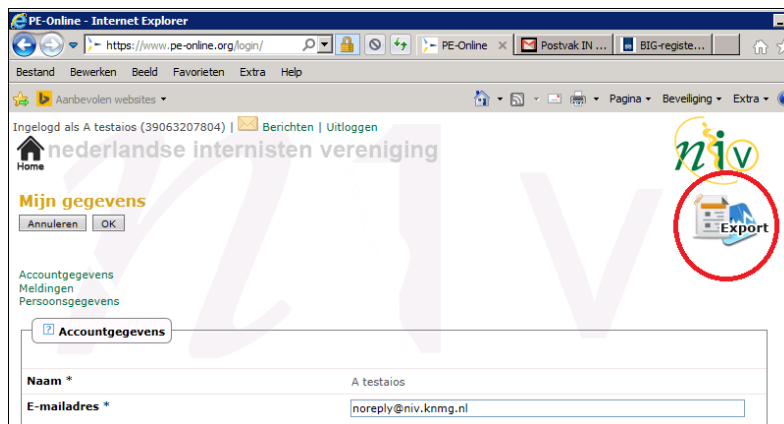 PE-Online - Internet Explorer
https://www.pe-online.org/login/ PE-Online Postvak IN ... BIG-registe...
Bestand Bewerken Beeld Favorieten Extra Help
Aanbevolen websites Pagina Beveiliging Extra
Ingelogd als A testaios (39063207804) | Berichten | Uitloggen
Home nederlandse internisten vereniging
niv
Mijn gegevens
Export
Annuleren OK
Accountgegevens
Meldingen
Persoonsgegevens
Accountgegevens
Naam * A testaios
E-mailadres * noreply@niv.knmg.nl